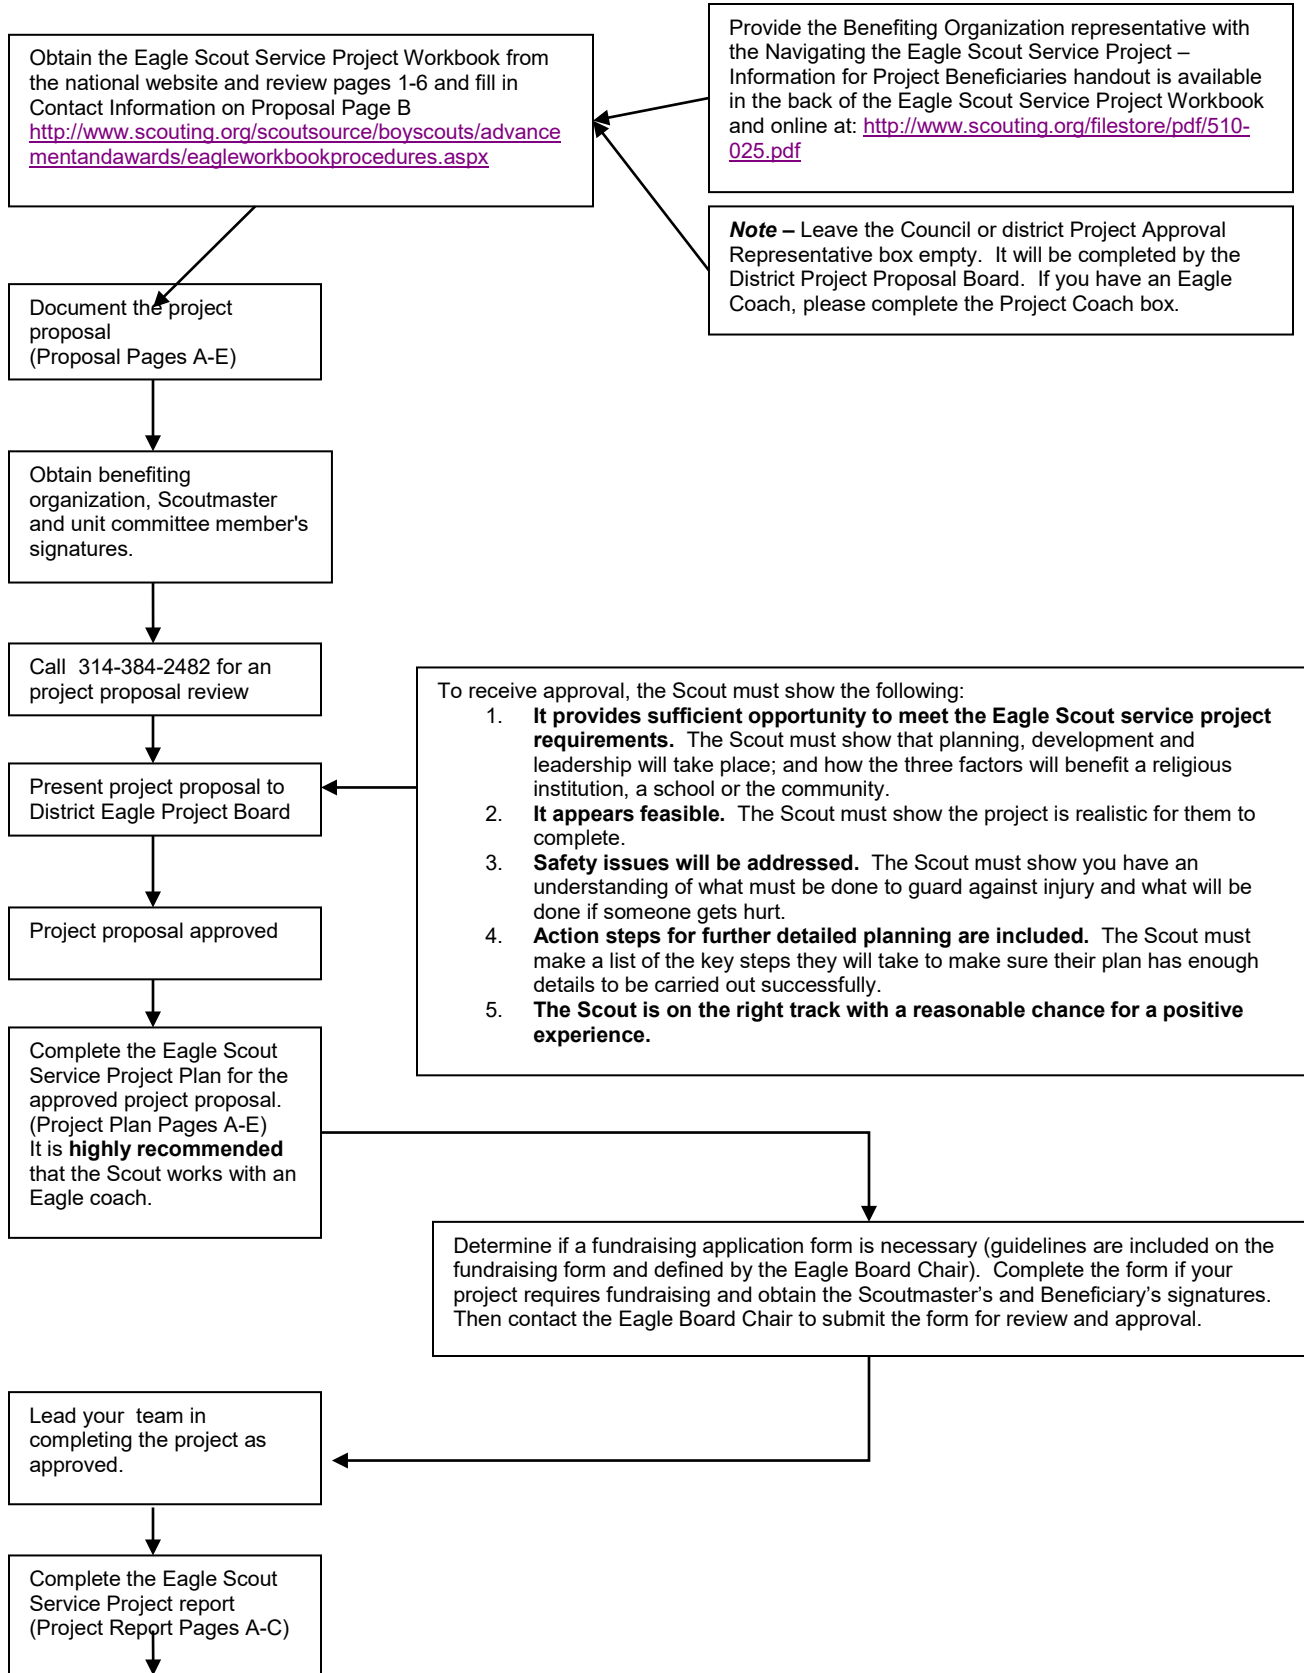 Obtain the Eagle Scout Service Project Workbook from
the national website and review pages 1-6 and fill in
Contact Information on Proposal Page B
http://www.scouting.org/scoutsource/boyscouts/advance
mentandawards/eagleworkbookprocedures.aspx
Provide the Benefiting Organization representative with
the Navigating the Eagle Scout Service Project –
Information for Project Beneficiaries handout is available
in the back of the Eagle Scout Service Project Workbook
and online at: http://www.scouting.org/filestore/pdf/510-
025.pdf
Note – Leave the Council or district Project Approval
Representative box empty.  It will be completed by the
District Project Proposal Board.  If you have an Eagle
Coach, please complete the Project Coach box.
Document the project
proposal
(Proposal Pages A-E)
Obtain benefiting
organization, Scoutmaster
and unit committee member's
signatures.
Call  314-384-2482 for an
project proposal review
Present project proposal to
District Eagle Project Board
To receive approval, the Scout must show the following:
1. It provides sufficient opportunity to meet the Eagle Scout service project
requirements.  The Scout must show that planning, development and
leadership will take place; and how the three factors will benefit a religious
institution, a school or the community.
2. It appears feasible.  The Scout must show the project is realistic for them to
complete.
3. Safety issues will be addressed.  The Scout must show you have an
understanding of what must be done to guard against injury and what will be
done if someone gets hurt.
4. Action steps for further detailed planning are included.  The Scout must
make a list of the key steps they will take to make sure their plan has enough
details to be carried out successfully.
5. The Scout is on the right track with a reasonable chance for a positive
experience.
Project proposal approved
Complete the Eagle Scout
Service Project Plan for the
approved project proposal.
(Project Plan Pages A-E)
It is highly recommended
that the Scout works with an
Eagle coach.
Determine if a fundraising application form is necessary (guidelines are included on the
fundraising form and defined by the Eagle Board Chair).  Complete the form if your
project requires fundraising and obtain the Scoutmaster’s and Beneficiary’s signatures.
Then contact the Eagle Board Chair to submit the form for review and approval.
Lead your  team in
completing the project as
approved.
Complete the Eagle Scout
Service Project report
(Project Report Pages A-C)